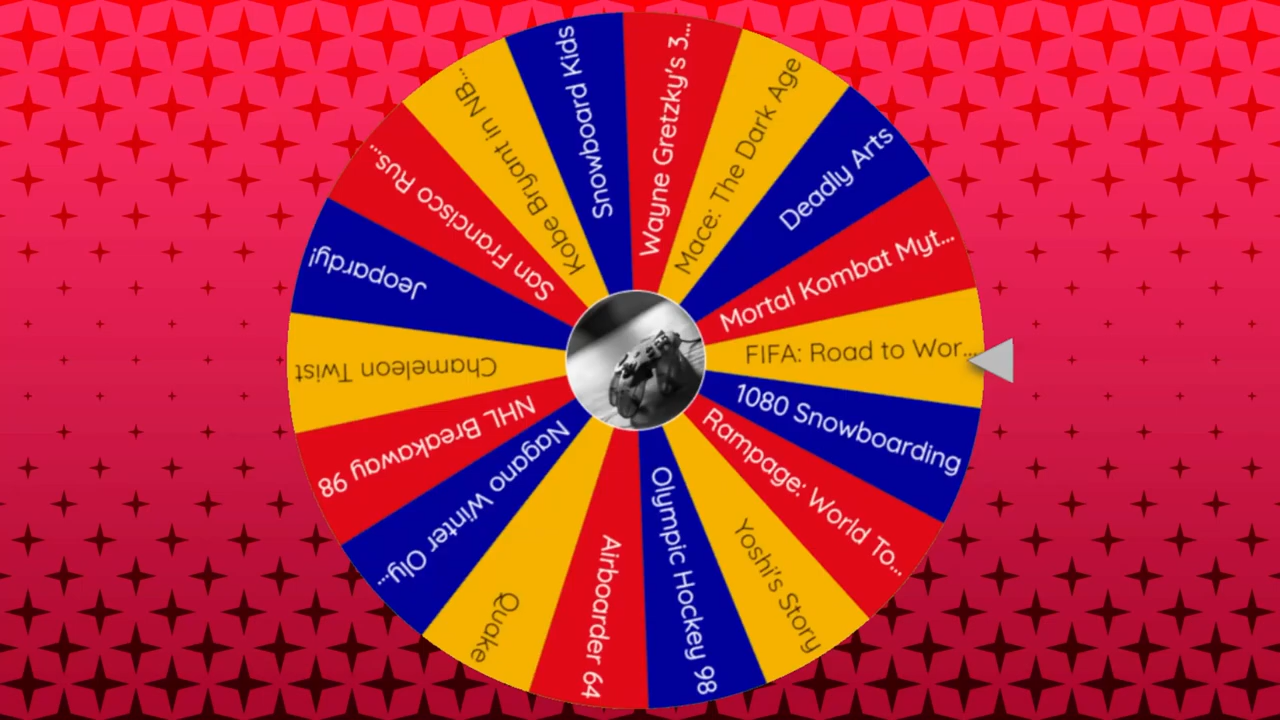 Wayne Gretzky's 3...
Mace: The Dark Age
Deadly Arts
Mortal Kombat Myt...
FIFA: Road to Wor...
1080 Snowboarding
Rampage: World To...
Yoshi's Story
Olympic Hockey 98
Airboarder 64
Quake
Nagano Winter Oly...
NHL Breakaway 98
Chameleon Twist
Jeopardy!
San Francisco Rus...
Kobe Bryant in NB...
Snowboard Kids